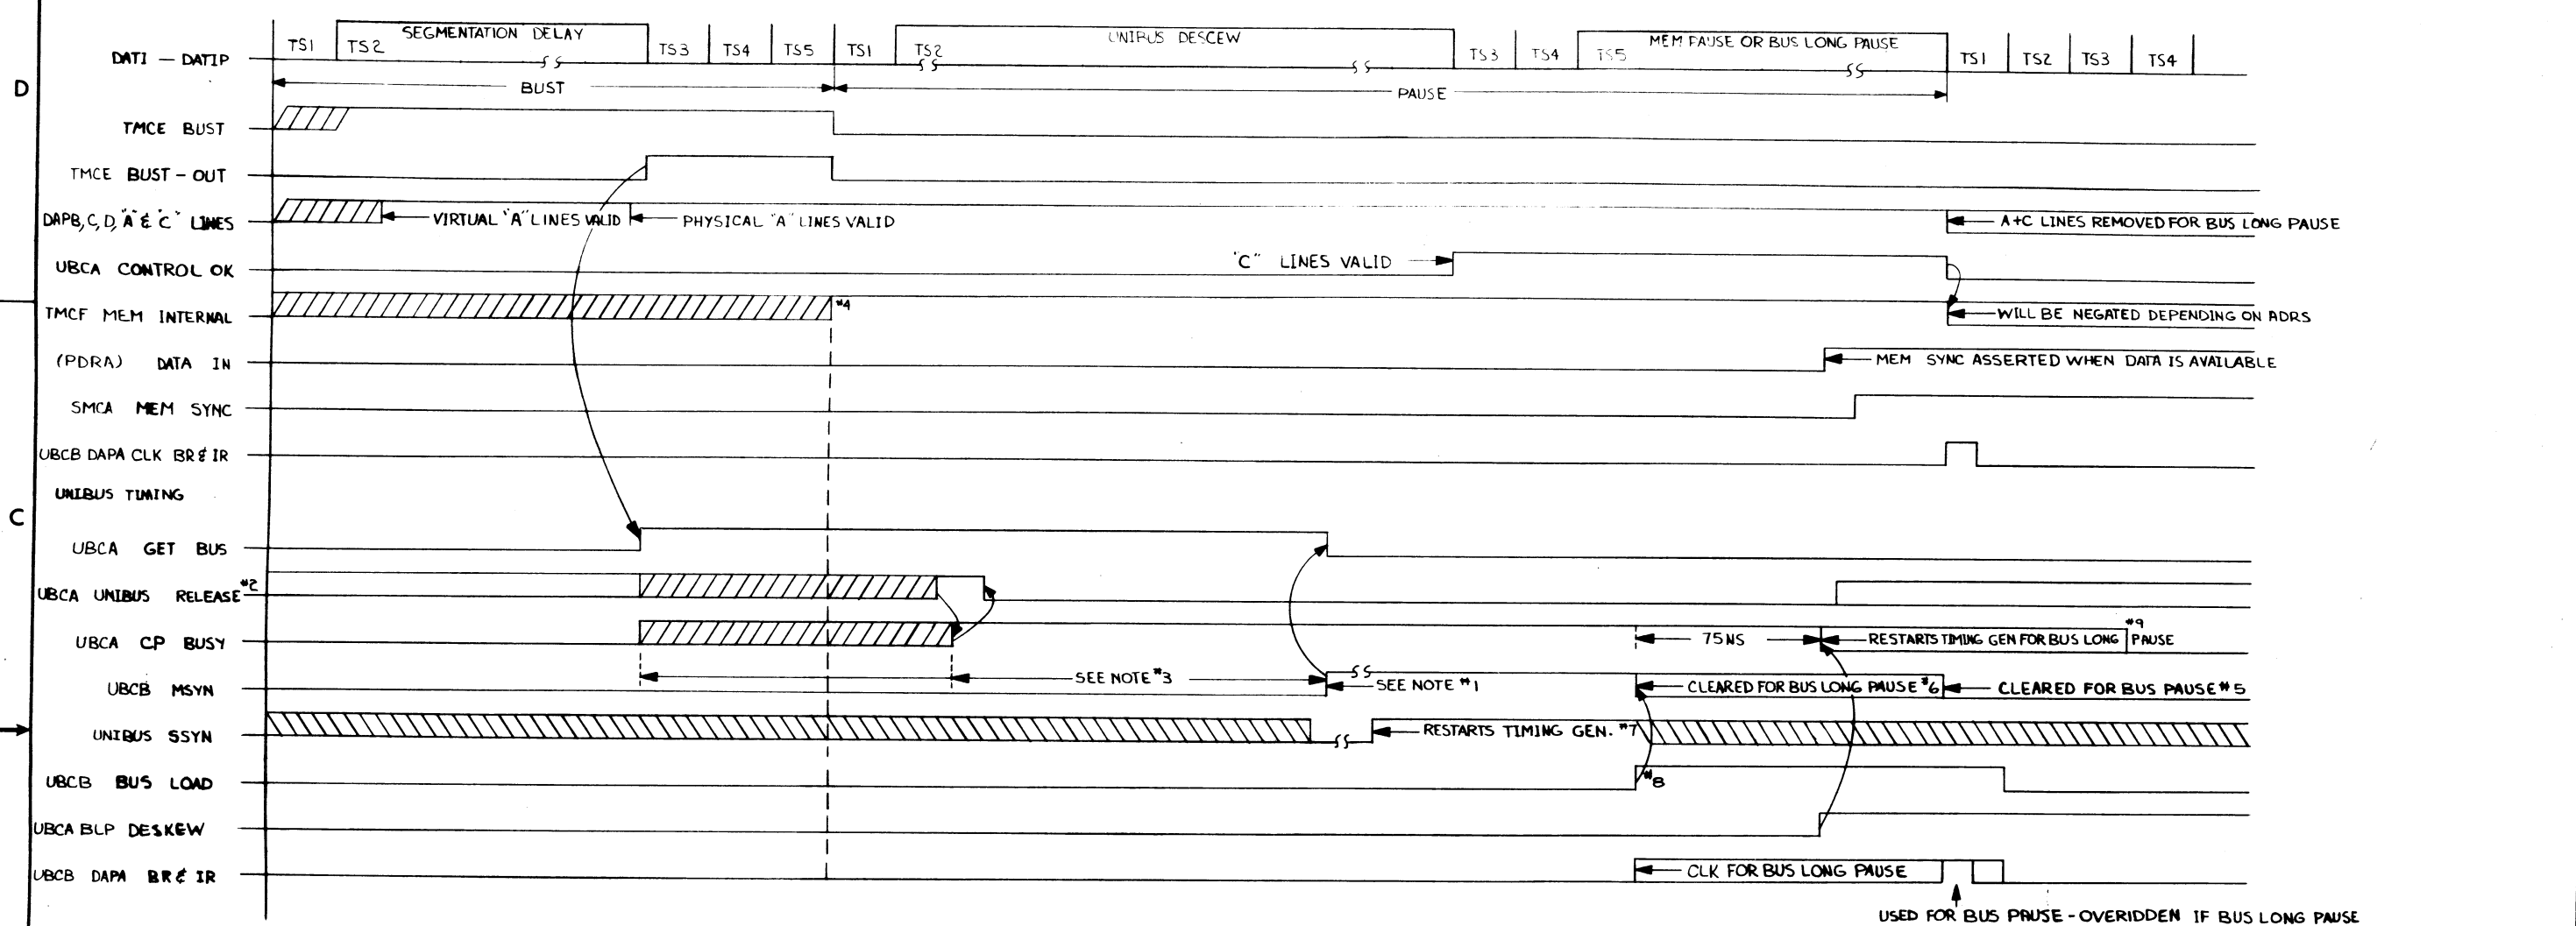 DATI — DATIP
TS1
TS2
SEGMENTATION DELAY
TS3
TS4
TS5
TS1
TS2
UNIBUS DESCEW
TS3
TS4
TS5
MEM PAUSE OR BUS LONG PAUSE
TS1
TS2
TS3
TS4
D
BUST
PAUSE
TMCE BUST
TMCE BUST - OUT
DAPB, C, D, "A" & "C" LINES
VIRTUAL "A" LINES VALID
PHYSICAL "A" LINES VALID
A+C LINES REMOVED FOR BUS LONG PAUSE
UBCA CONTROL OK
"C" LINES VALID
TMCF MEM INTERNAL
#4
WILL BE NEGATED DEPENDING ON ADRS
(PDRA) DATA IN
MEM SYNC ASSERTED WHEN DATA IS AVAILABLE
SMCA MEM SYNC
UBCB DAPA CLK BR & IR
UNIBUS TIMING
C
UBCA GET BUS
UBCA UNIBUS RELEASE #2
UBCA CP BUSY
75 NS
RESTARTS TIMING GEN FOR BUS LONG PAUSE
#9
UBCB MSYN
SEE NOTE #3
SEE NOTE #1
CLEARED FOR BUS LONG PAUSE #6
CLEARED FOR BUS PAUSE #5
UNIBUS SSYN
RESTARTS TIMING GEN. #7
UBCB BUS LOAD
#8
UBCA BLP DESKEW
UBCB DAPA BR & IR
CLK FOR BUS LONG PAUSE
USED FOR BUS PAUSE - OVERIDDEN IF BUS LONG PAUSE